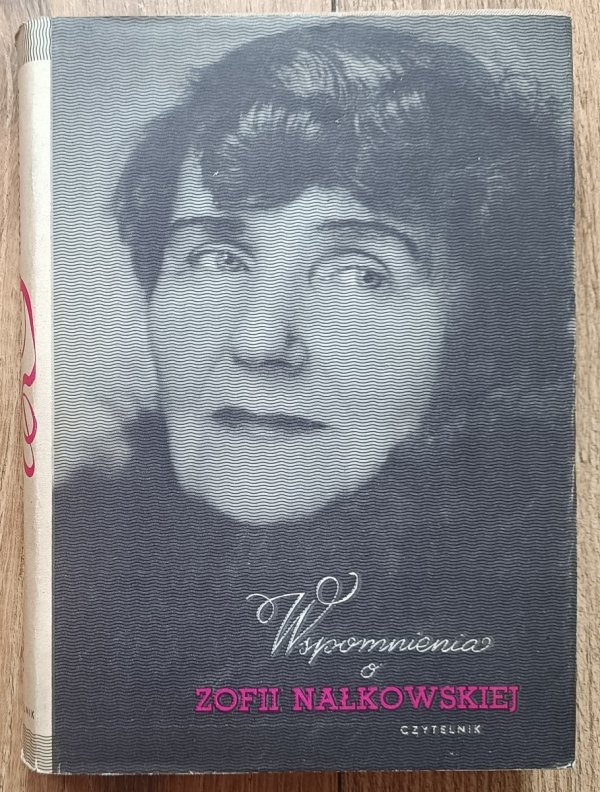 Wspomnienia
o
ZOFII NAŁKOWSKIEJ
CZYTELNIK